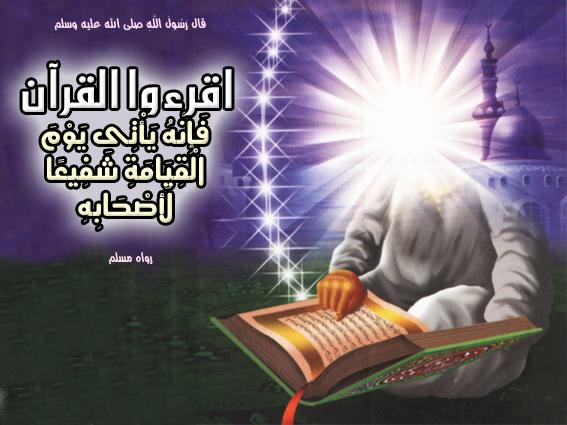 قال رسول الله صلى الله عليه وسلم
اقرءوا القرآن
فَإِنَّهُ يَأْتِي يَوْمَ
الْقِيَامَةِ شَفِيعًا
لأَصْحَابِهِ
رواه مسلم